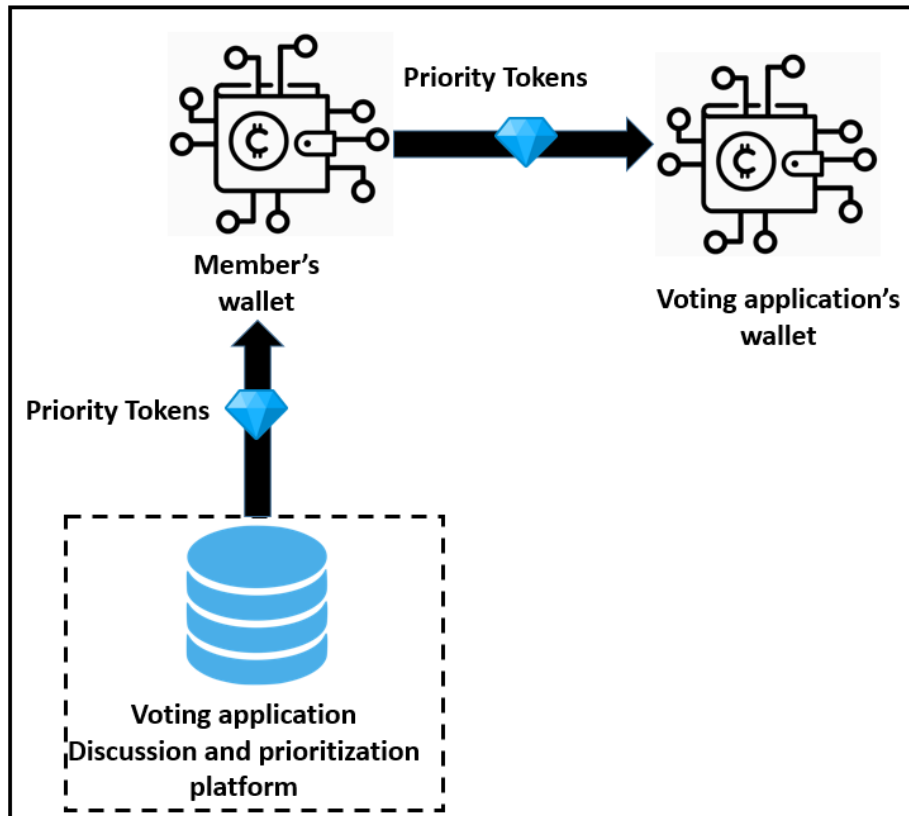 Priority Tokens
Member's
wallet
Voting application's
wallet
Priority Tokens
Voting application
Discussion and prioritization
platform